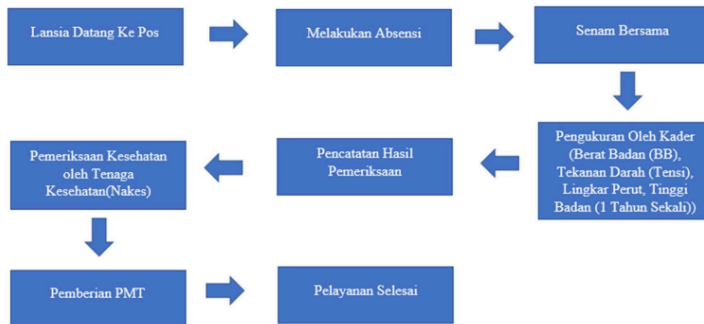 Lansia Datang Ke Pos
Melakukan Absensi
Senam Bersama
Pengukuran Oleh Kader
(Berat Badan (BB),
Tekanan Darah (Tensi),
Lingkar Perut, Tinggi
Badan (1 Tahun Sekali))
Pencatatan Hasil
Pemeriksaan
Pemeriksaan Kesehatan
oleh Tenaga
Kesehatan(Nakes)
Pemberian PMT
Pelayanan Selesai